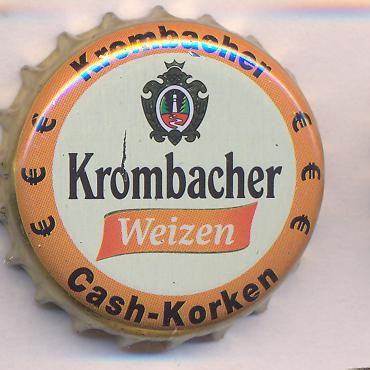 Krombacher
€ € €
Krombacher
Weizen
€ € €
Cash-Korken